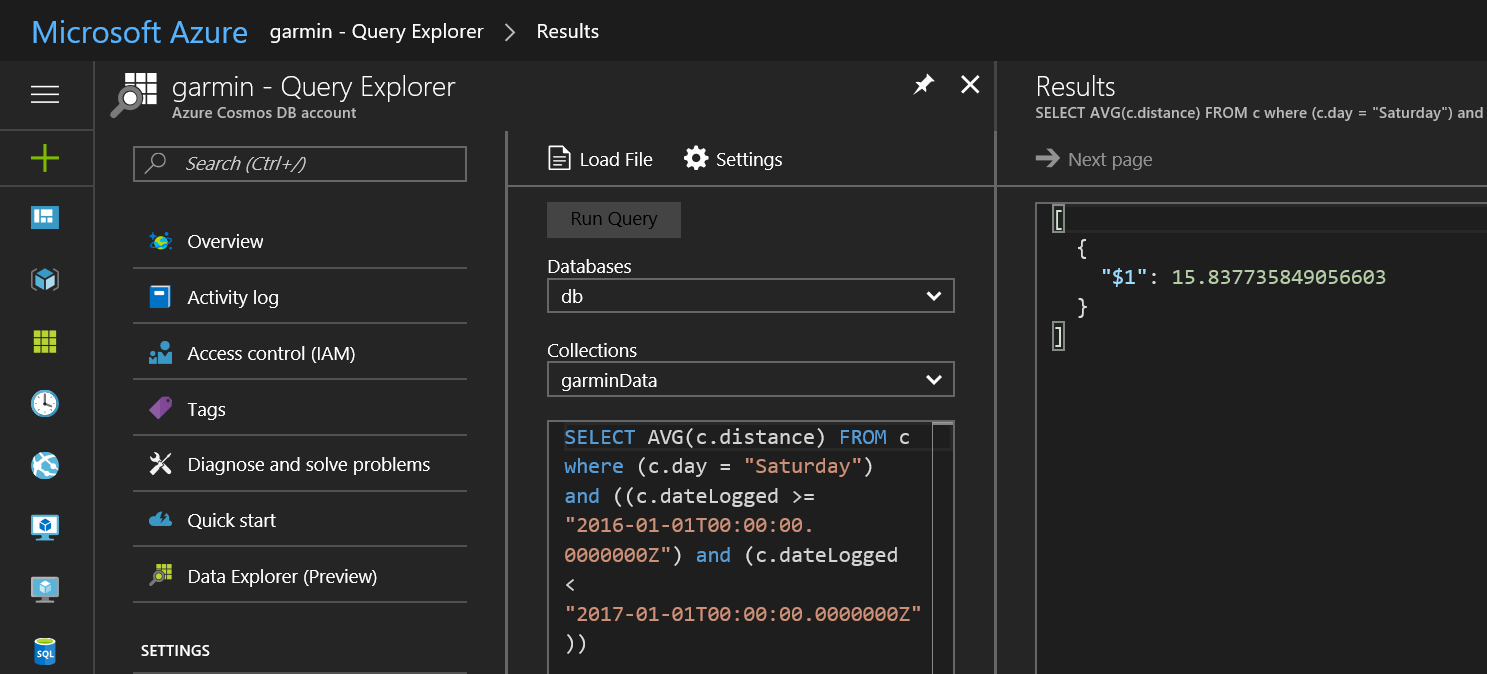 Microsoft Azure garmin - Query Explorer > Results
garmin - Query Explorer
Azure Cosmos DB account
Search (Ctrl+/)
Overview
Activity log
Access control (IAM)
Tags
Diagnose and solve problems
Quick start
Data Explorer (Preview)
SETTINGS
SQL
Load File Settings
Run Query
Databases
db
Collections
garminData
SELECT AVG(c.distance) FROM c
where (c.day = "Saturday")
and ((c.dateLogged >=
"2016-01-01T00:00:00.
0000000Z") and (c.dateLogged
<
"2017-01-01T00:00:00.0000000Z"
))
Results
SELECT AVG(c.distance) FROM c where (c.day = "Saturday") and
Next page
[
{
"$1": 15.837735849056603
}
]